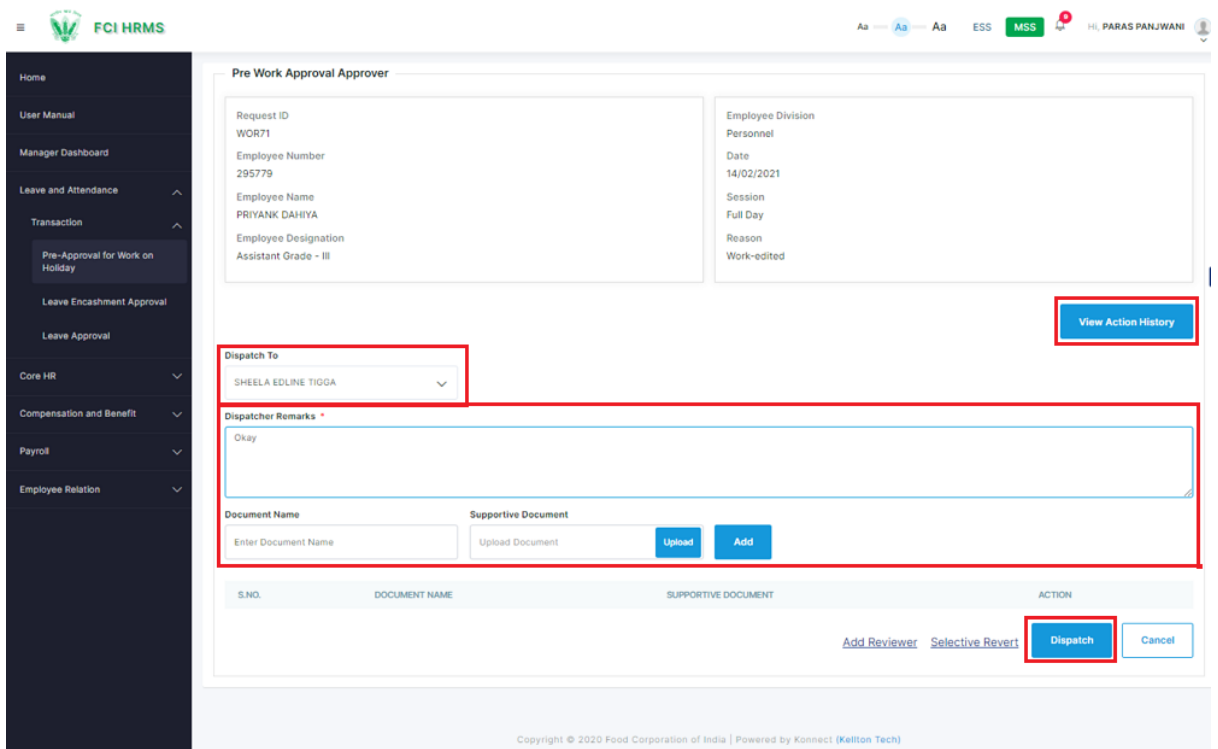 FCI HRMS
Aa Aa Aa ESS MSS Hi, PARAS PANJWANI
Home
User Manual
Manager Dashboard
Leave and Attendance
Transaction
Pre-Approval for Work on
Holiday
Leave Encashment Approval
Leave Approval
Core HR
Compensation and Benefit
Payroll
Employee Relation
Pre Work Approval Approver
Request ID
WOR71
Employee Number
295779
Employee Name
PRIYANK DAHIYA
Employee Designation
Assistant Grade - III
Employee Division
Personnel
Date
14/02/2021
Session
Full Day
Reason
Work-edited
View Action History
Dispatch To
SHEELA EDLINE TIGGA
Dispatcher Remarks *
Okay
Document Name Supportive Document
Enter Document Name Upload Document Upload Add
S.NO. DOCUMENT NAME SUPPORTIVE DOCUMENT ACTION
Add Reviewer Selective Revert Dispatch Cancel
Copyright © 2020 Food Corporation of India | Powered by Konnect (Kellton Tech)